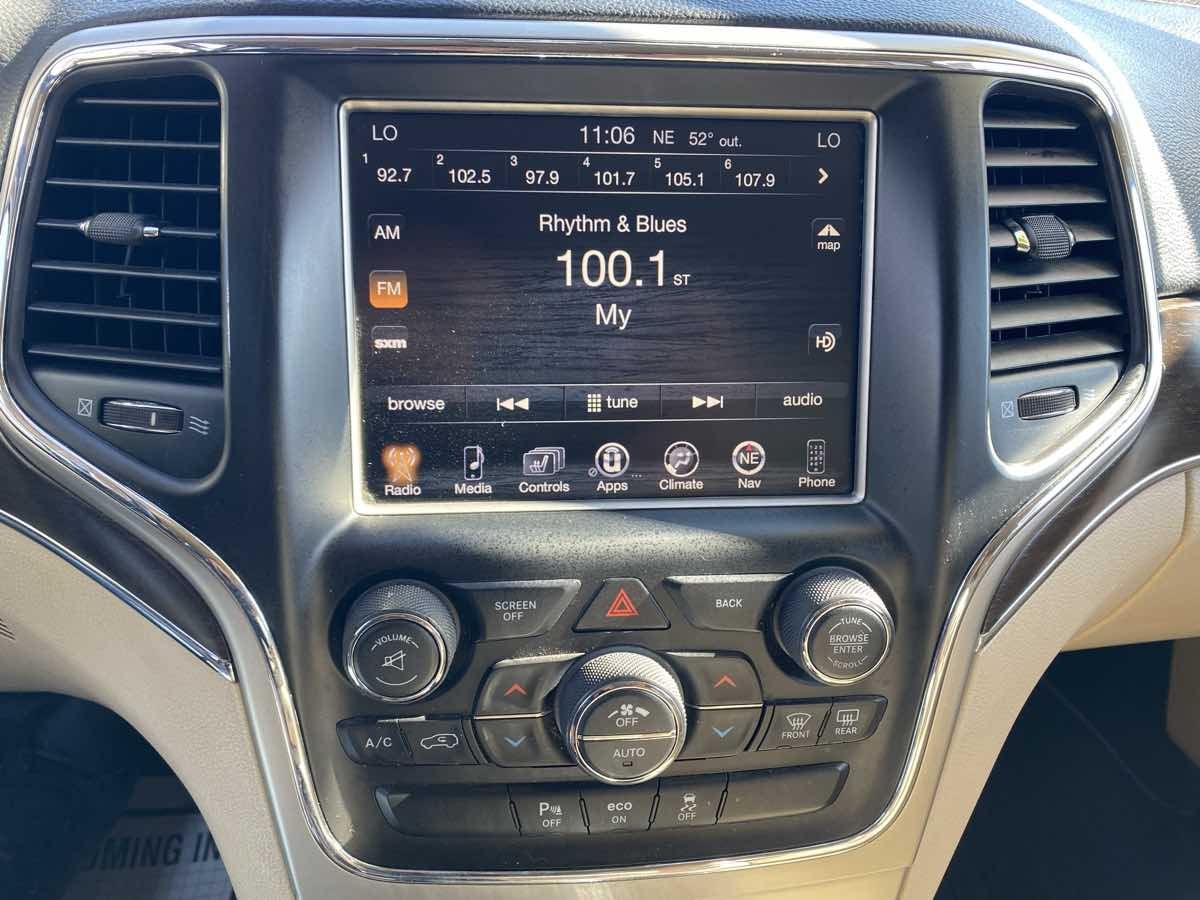 LO 11:06 NE 52° out. LO
1 92.7 2 102.5 3 97.9 4 101.7 5 105.1 6 107.9
AM
Rhythm & Blues
map
FM
100.1 ST
My
sxm
HD
browse tune audio
Radio Media Controls Apps NE Climate Nav Phone
SCREEN OFF
BACK
VOLUME
TUNE
BROWSE
ENTER
SCROLL
OFF
AUTO
A/C
FRONT
REAR
P OFF
eco ON
OFF
OMING IN